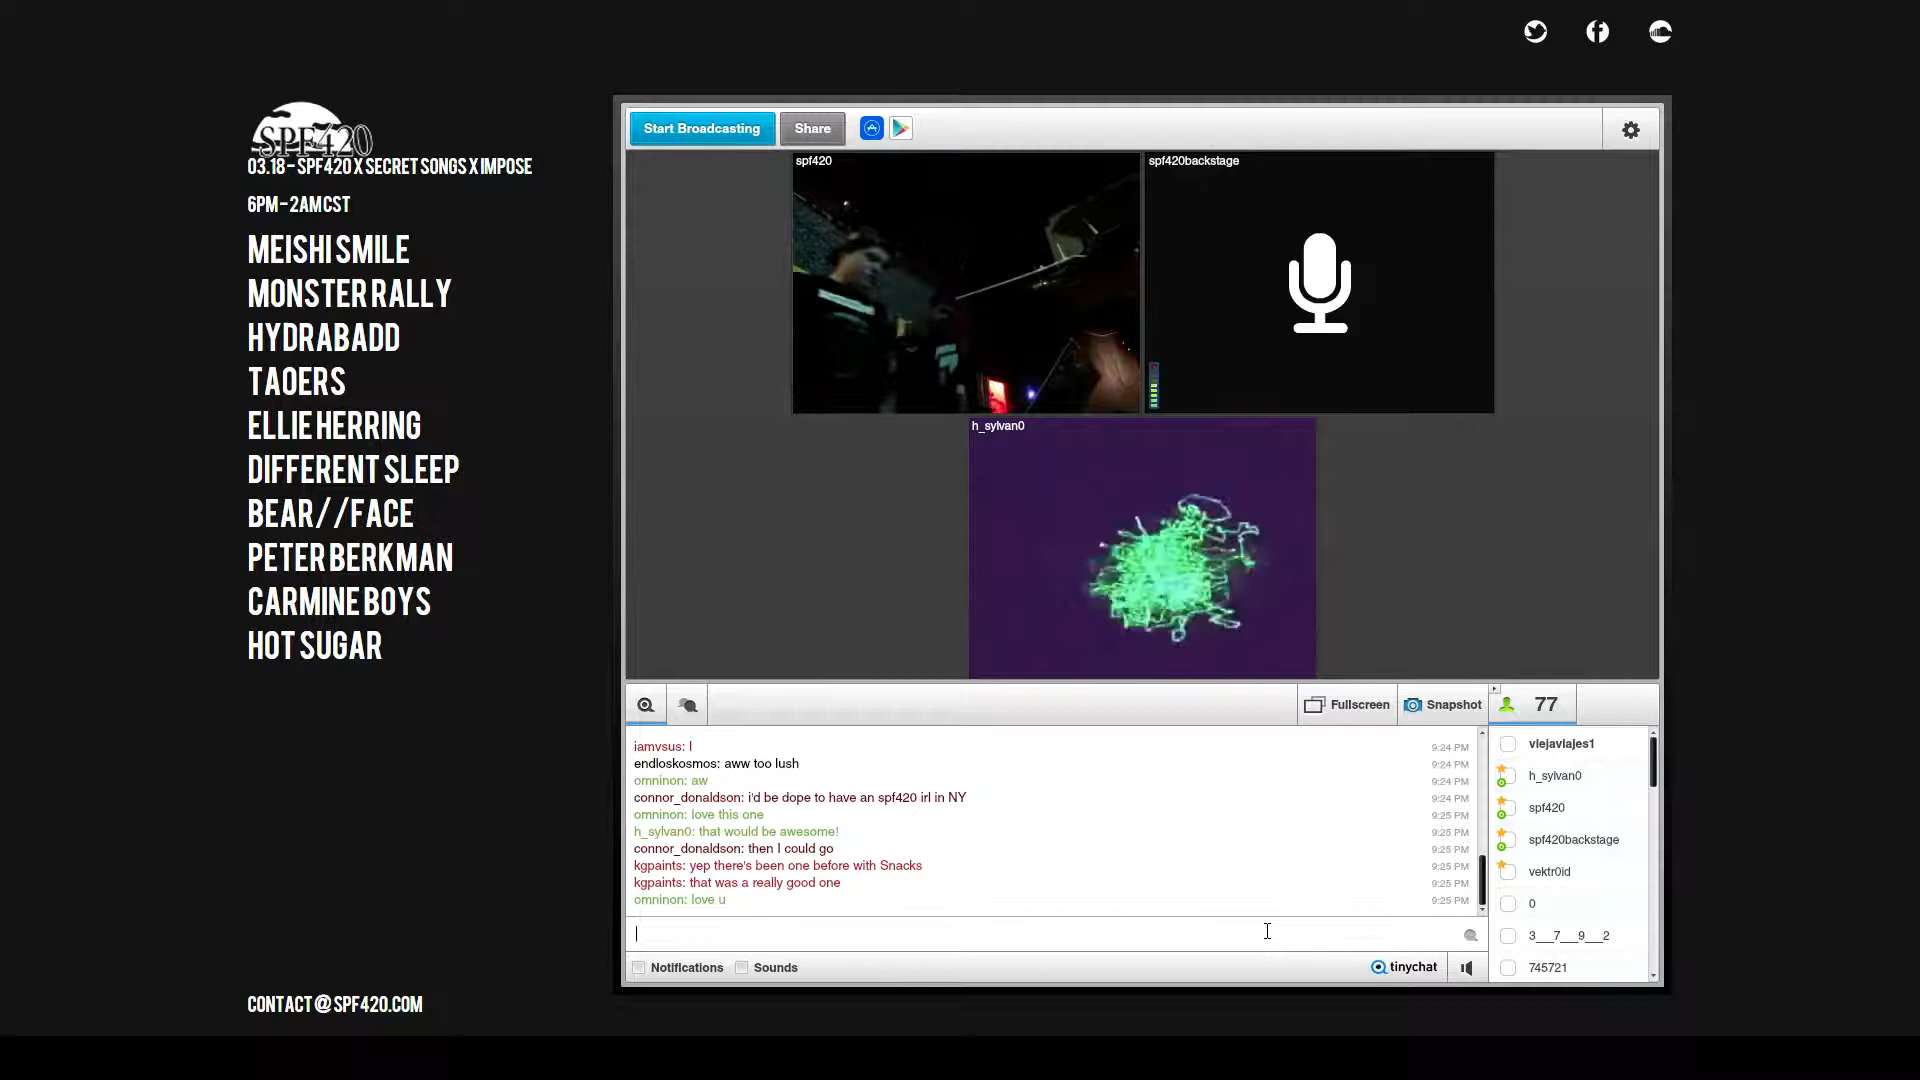 SPF420
03.18 - SPF420 X SECRET SONGS X IMPOSE
6PM - 2AM CST
MEISHI SMILE
MONSTER RALLY
HYDRABADD
TAOERS
ELLIE HERRING
DIFFERENT SLEEP
BEAR//FACE
PETER BERKMAN
CARMINE BOYS
HOT SUGAR
CONTACT@SPF420.COM
Start Broadcasting
Share
spf420
spf420backstage
h_sylvan0
Fullscreen
Snapshot
77
iamvsus: I 9:24 PM
endloskosmos: aww too lush 9:24 PM
omninon: aw 9:24 PM
connor_donaldson: i'd be dope to have an spf420 irl in NY 9:24 PM
omninon: love this one 9:25 PM
h_sylvan0: that would be awesome! 9:25 PM
connor_donaldson: then I could go 9:25 PM
kgpaints: yep there's been one before with Snacks 9:25 PM
kgpaints: that was a really good one 9:25 PM
omninon: love u 9:25 PM
Notifications
Sounds
tinychat
viejaviajes1
h_sylvan0
spf420
spf420backstage
vektr0id
0
3__7__9__2
745721